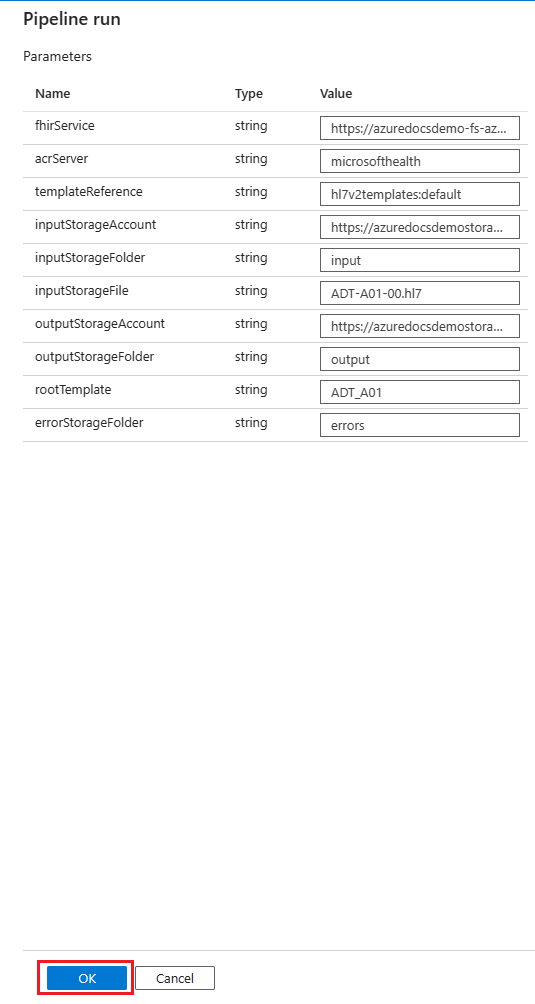 Pipeline run
Parameters
Name Type Value
fhirService string https://azuredocsdemo-fs-az...
acrServer string microsofthealth
templateReference string hl7v2templates:default
inputStorageAccount string https://azuredocsdemostora...
inputStorageFolder string input
inputStorageFile string ADT-A01-00.hl7
outputStorageAccount string https://azuredocsdemostora...
outputStorageFolder string output
rootTemplate string ADT_A01
errorStorageFolder string errors
OK Cancel